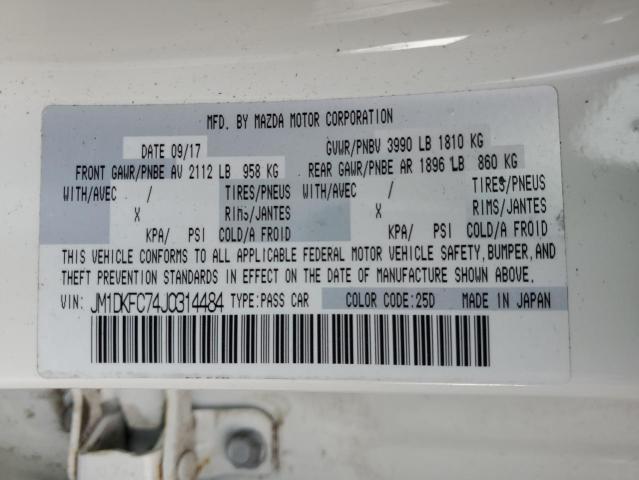 MFD. BY MAZDA MOTOR CORPORATION
DATE 09/17 GVWR/PNBV 3990 LB 1810 KG
FRONT GAWR/PNBE AV 2112 LB 958 KG REAR GAWR/PNBE AR 1896 LB 860 KG
WITH/AVEC / TIRES/PNEUS WITH/AVEC / TIRES/PNEUS
X RIMS/JANTES X RIMS/JANTES
KPA/ PSI COLD/A FROID KPA/ PSI COLD/A FROID
THIS VEHICLE CONFORMS TO ALL APPLICABLE FEDERAL MOTOR VEHICLE SAFETY, BUMPER, AND
THEFT PREVENTION STANDARDS IN EFFECT ON THE DATE OF MANUFACTURE SHOWN ABOVE.
VIN: JM1DKFC74JC314484 TYPE: PASS CAR COLOR CODE: 25D MADE IN JAPAN